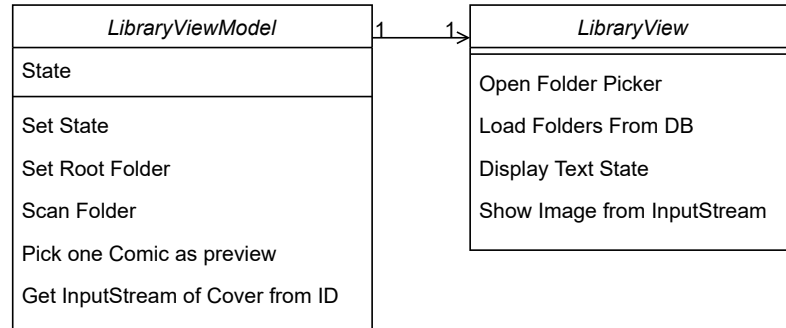 LibraryViewModel
State
Set State
Set Root Folder
Scan Folder
Pick one Comic as preview
Get InputStream of Cover from ID
1 1
LibraryView
Open Folder Picker
Load Folders From DB
Display Text State
Show Image from InputStream